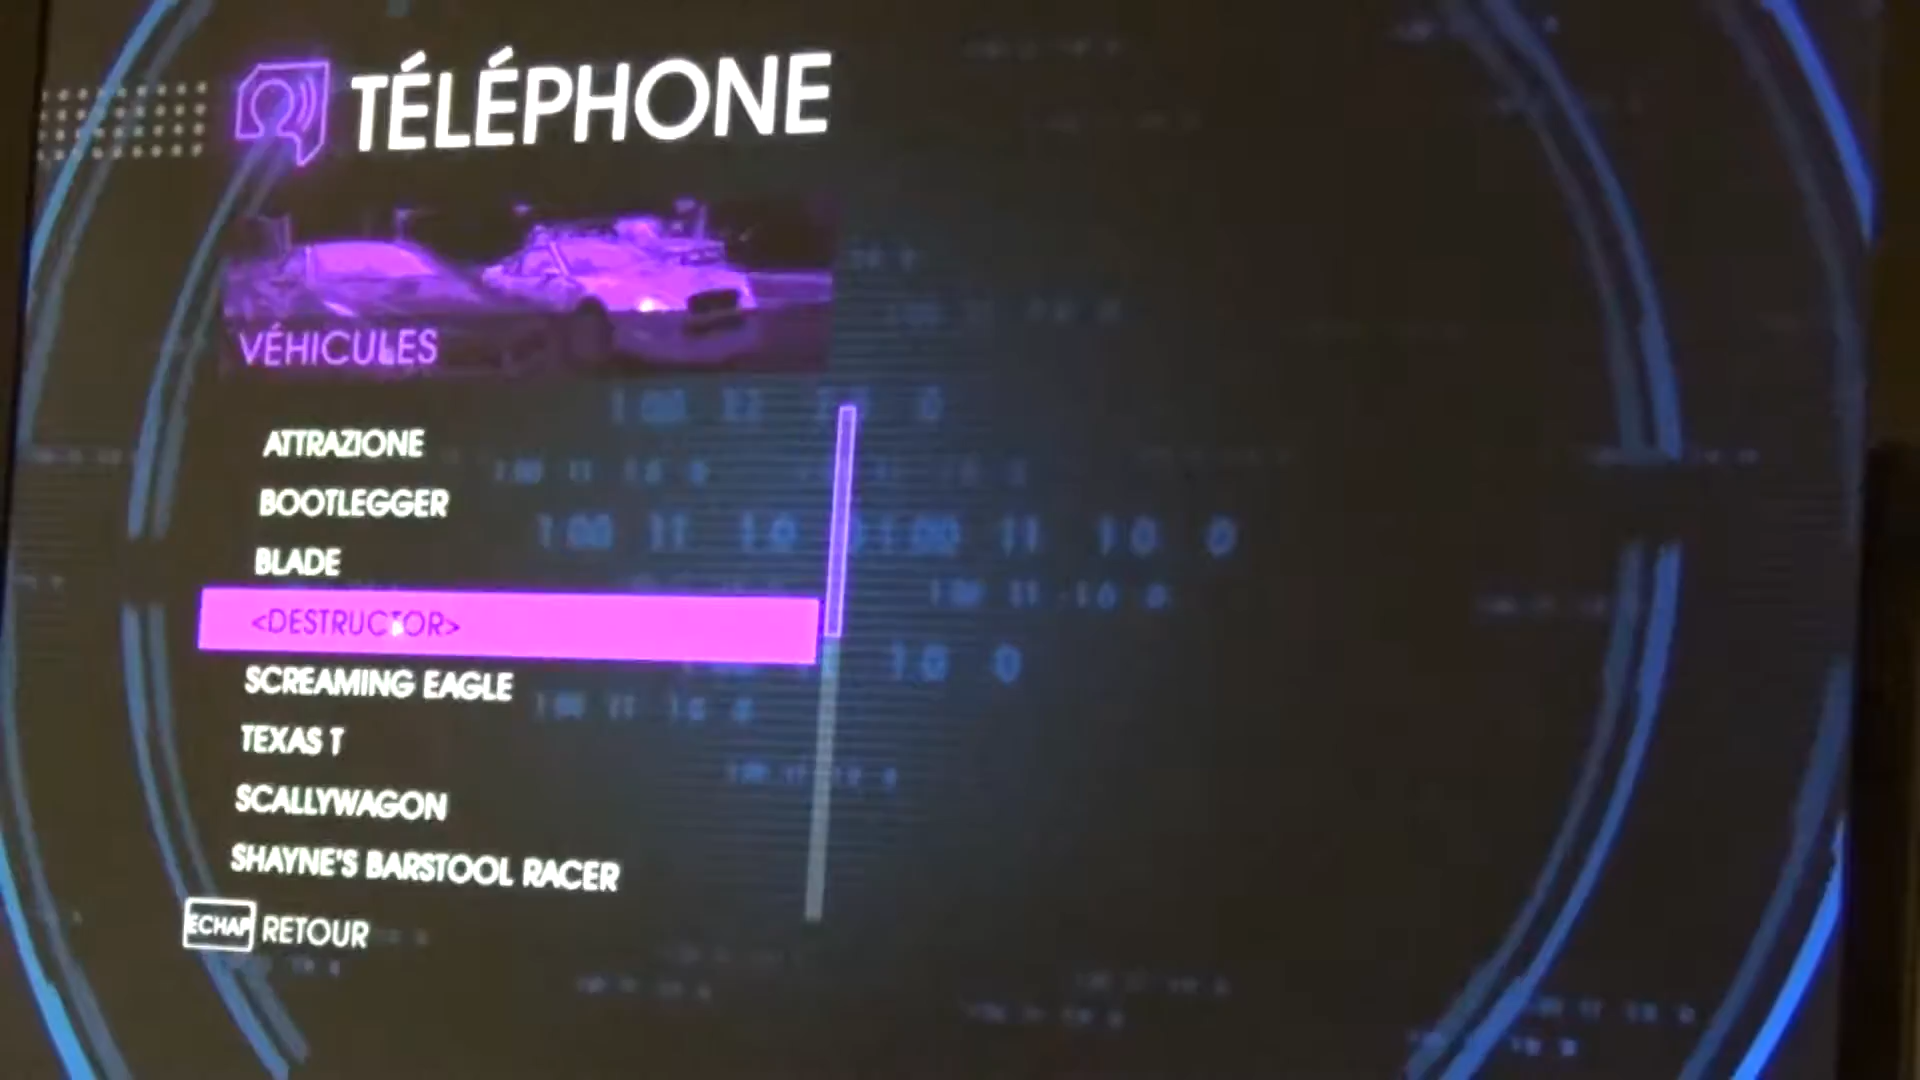 TÉLÉPHONE
VÉHICULES
ATTRAZIONE
BOOTLEGGER
BLADE
<DESTRUCTOR>
SCREAMING EAGLE
TEXAS T
SCALLYWAGON
SHAYNE'S BARSTOOL RACER
ECHAP RETOUR